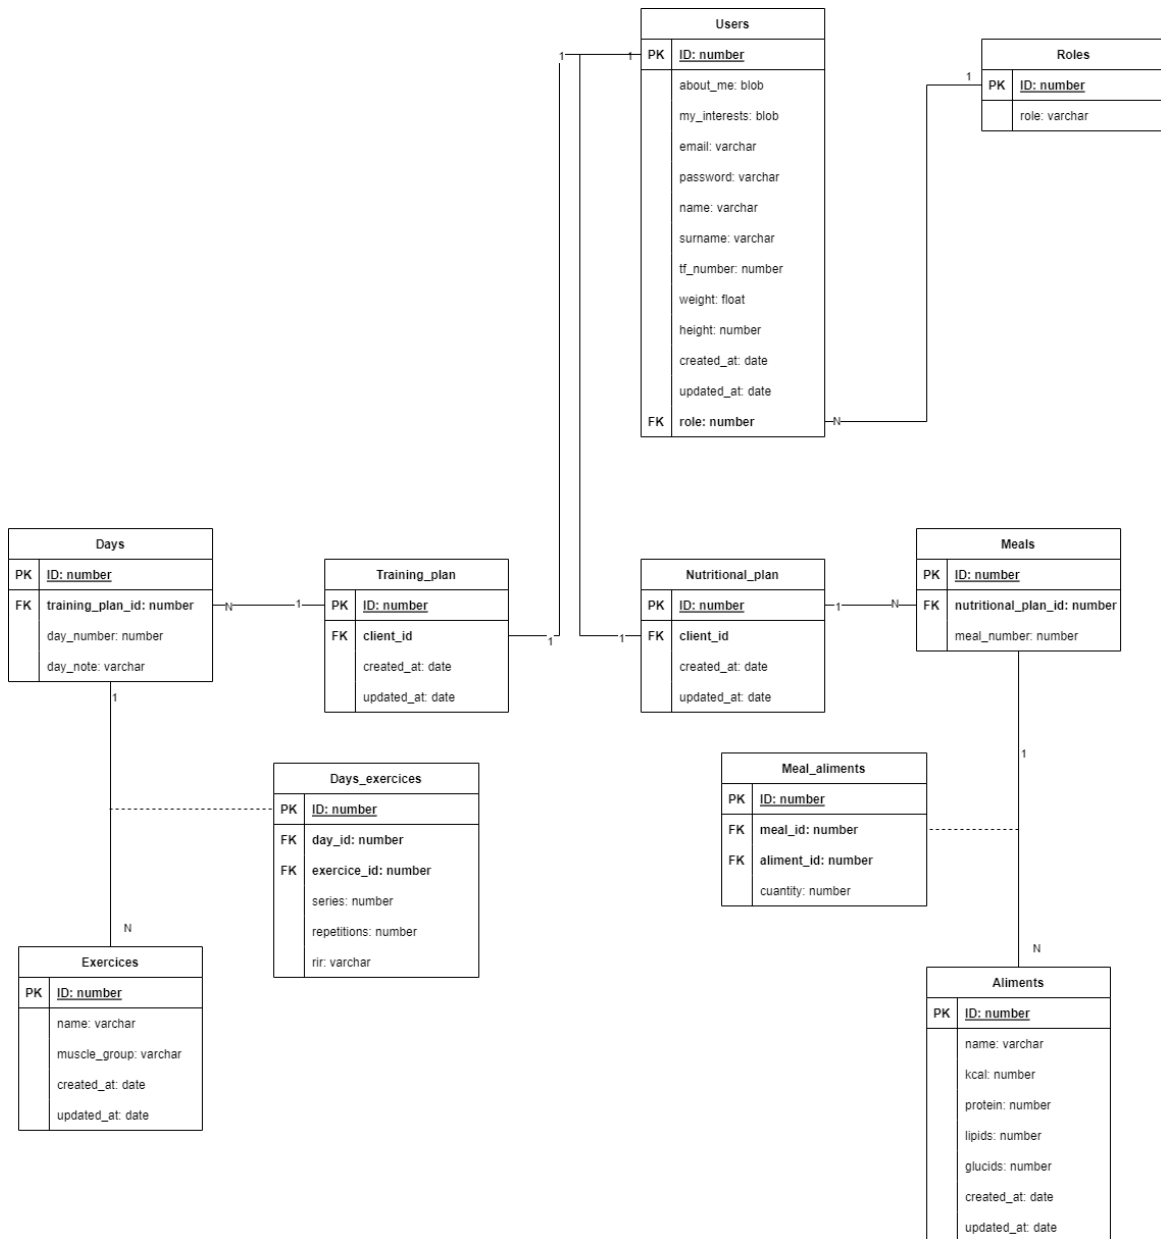 Users
PK ID: number
about_me: blob
my_interests: blob
email: varchar
password: varchar
name: varchar
surname: varchar
tf_number: number
weight: float
height: number
created_at: date
updated_at: date
FK role: number
1
1
N
1
Roles
PK ID: number
role: varchar
Days
PK ID: number
FK training_plan_id: number
day_number: number
day_note: varchar
N
1
Training_plan
PK ID: number
FK client_id
created_at: date
updated_at: date
1
1
Nutritional_plan
PK ID: number
FK client_id
created_at: date
updated_at: date
1
N
Meals
PK ID: number
FK nutritional_plan_id: number
meal_number: number
1
1
Days_exercices
PK ID: number
FK day_id: number
FK exercice_id: number
series: number
repetitions: number
rir: varchar
Meal_aliments
PK ID: number
FK meal_id: number
FK aliment_id: number
cuantity: number
N
Exercices
PK ID: number
name: varchar
muscle_group: varchar
created_at: date
updated_at: date
N
Aliments
PK ID: number
name: varchar
kcal: number
protein: number
lipids: number
glucids: number
created_at: date
updated_at: date